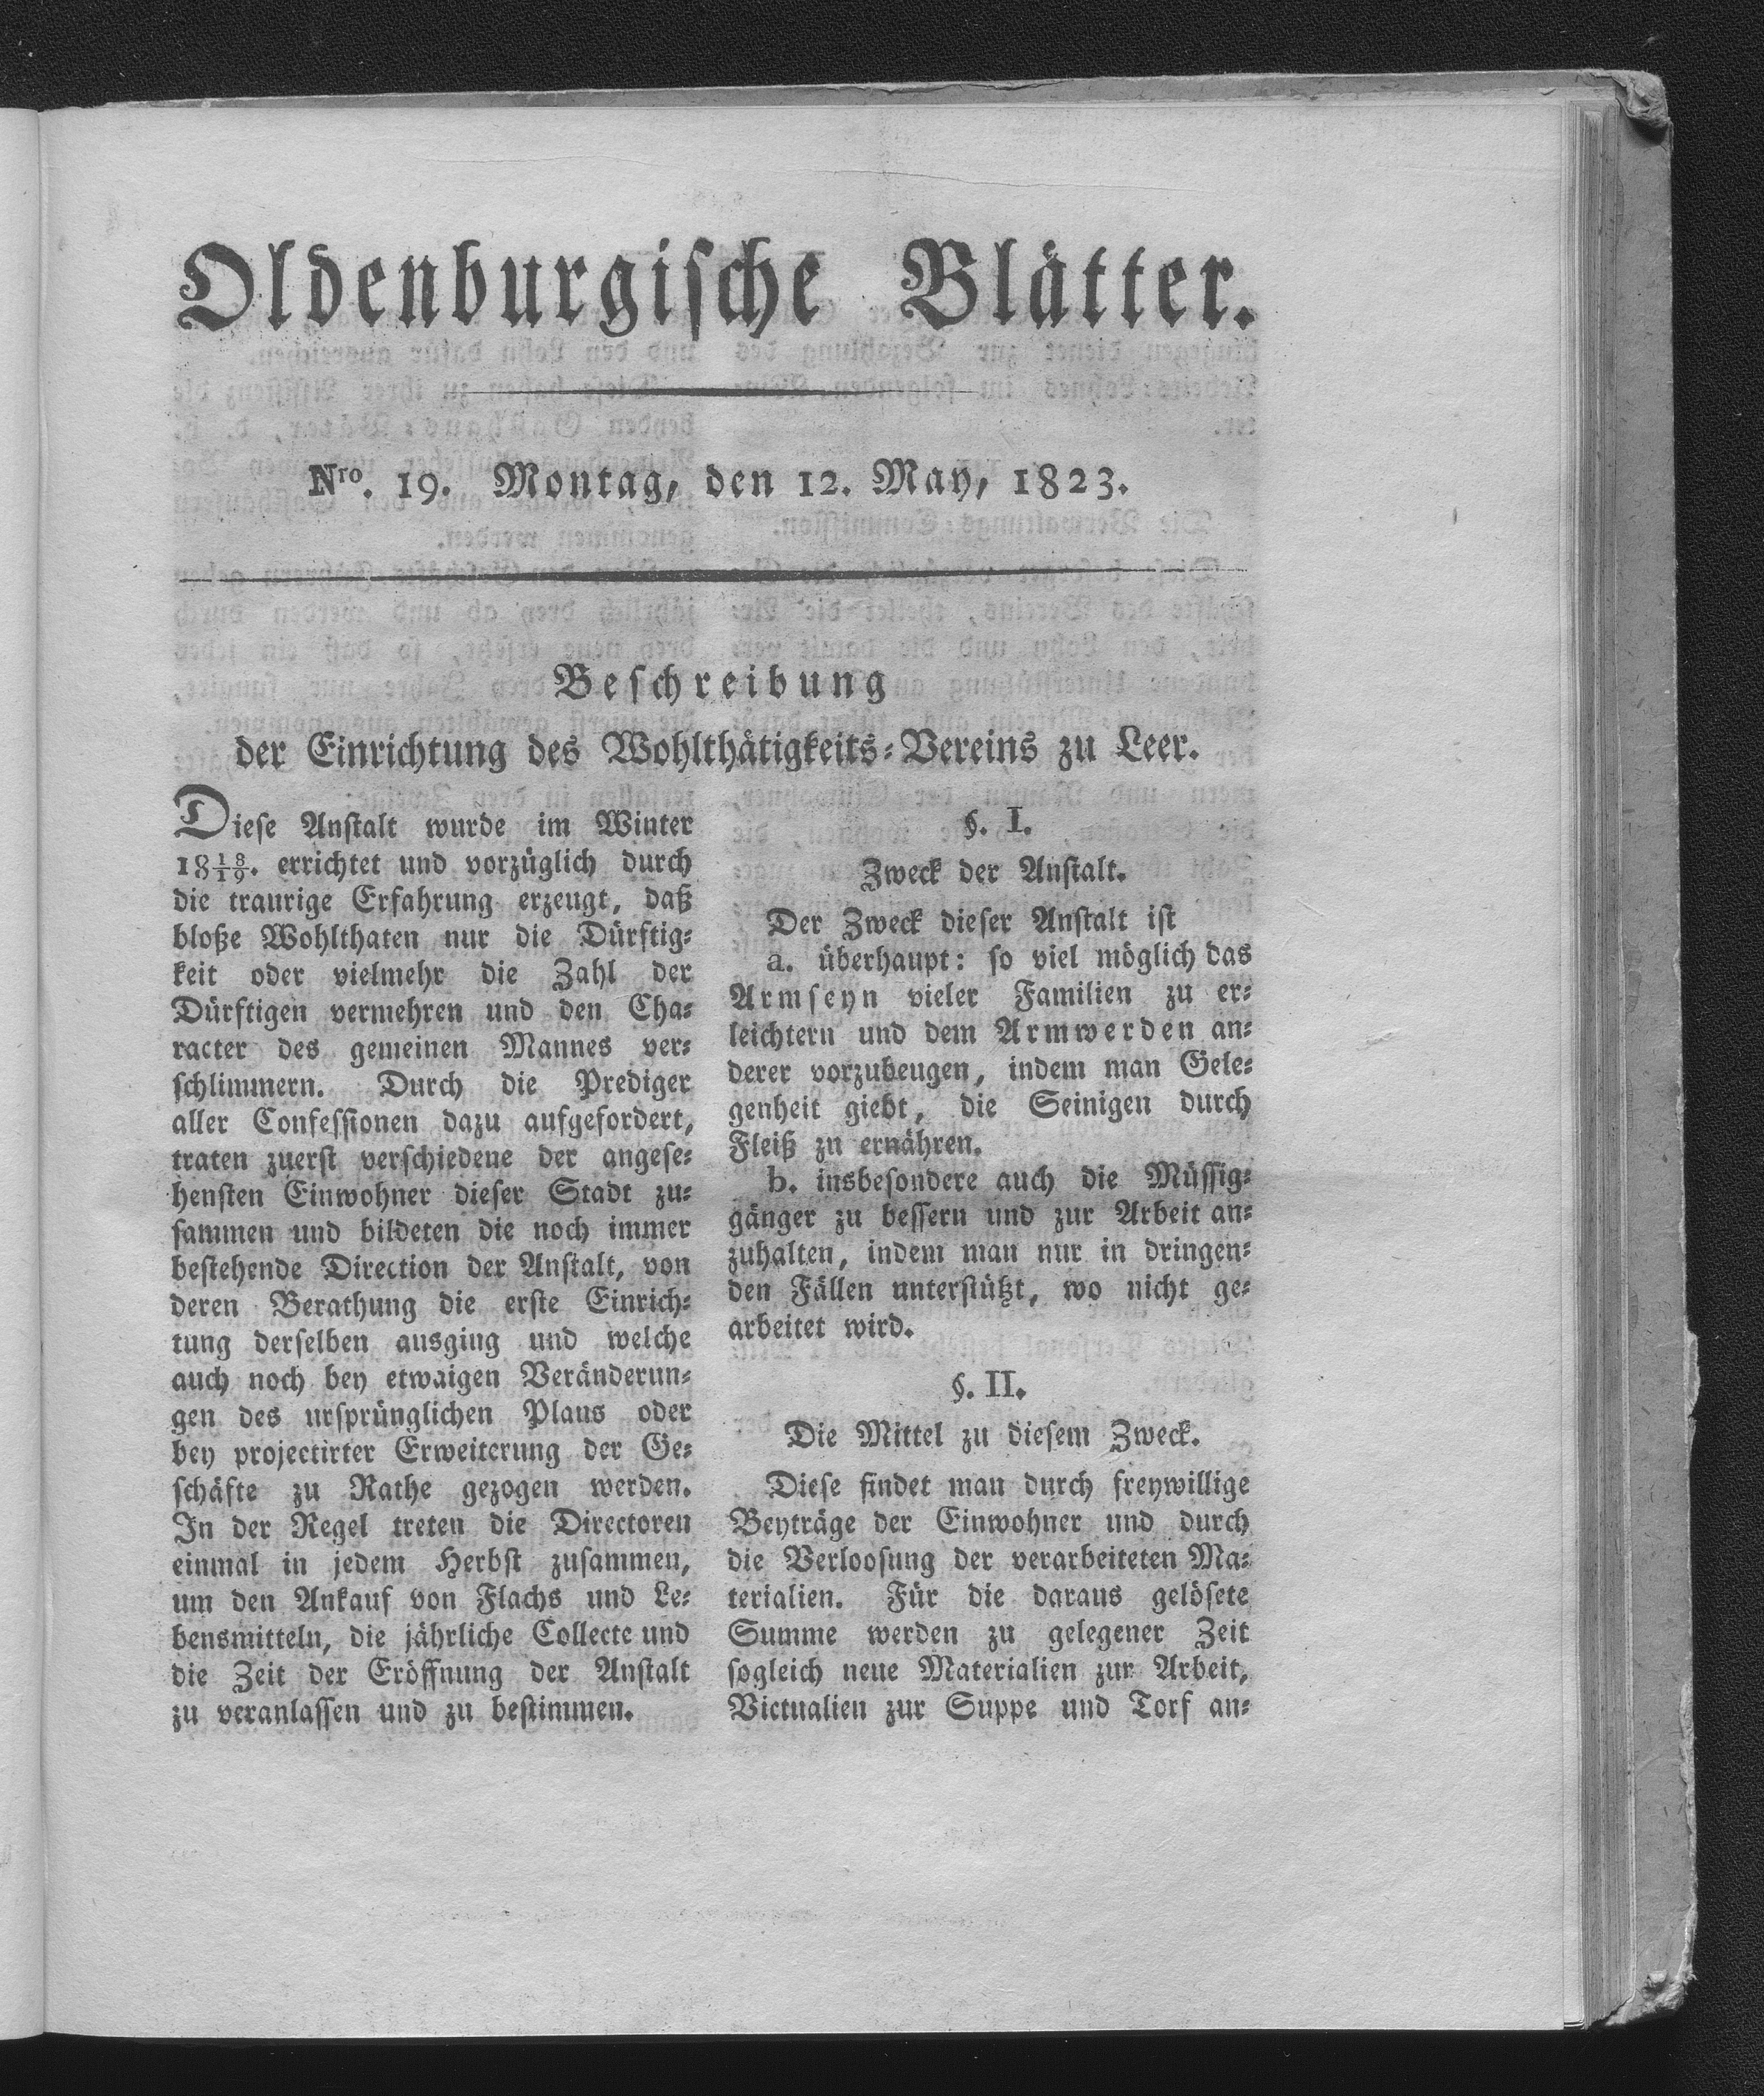 Oldenburgische Blätter.
Nro. 19. Montag, den 12. May, 1823.
Beschreibung
der Einrichtung des Wohlthätigkeits-Vereins zu Leer.
Diese Anstalt wurde im Winter
18 18/19. errichtet und vorzüglich durch
die traurige Erfahrung erzeugt, daß
bloße Wohlthaten nur die Dürftig-
keit oder vielmehr die Zahl der
Dürftigen vermehren und den Cha-
racter des gemeinen Mannes ver-
schlimmern. Durch die Prediger
aller Confessionen dazu aufgefordert,
traten zuerst verschiedene der angese-
hensten Einwohner dieser Stadt zu-
sammen und bildeten die noch immer
bestehende Direction der Anstalt, von
deren Berathung die erste Einrich-
tung derselben ausging und welche
auch noch bey etwaigen Veränderun-
gen des ursprünglichen Plans oder
bey projectirter Erweiterung der Ge-
schäfte zu Rathe gezogen werden.
In der Regel treten die Directoren
einmal in jedem Herbst zusammen,
um den Ankauf von Flachs und Le-
bensmitteln, die jährliche Collecte und
die Zeit der Eröffnung der Anstalt
zu veranlassen und zu bestimmen.
§. I.
Zweck der Anstalt.
Der Zweck dieser Anstalt ist
a. überhaupt: so viel möglich das
Armseyn vieler Familien zu er-
leichtern und dem Armwerden an-
derer vorzubeugen, indem man Gele-
genheit giebt, die Seinigen durch
Fleiß zu ernähren.
b. insbesondere auch die Müssig-
gänger zu bessern und zur Arbeit an-
zuhalten, indem man nur in dringen-
den Fällen unterstützt, wo nicht ge-
arbeitet wird.
§. II.
Die Mittel zu diesem Zweck.
Diese findet man durch freywillige
Beyträge der Einwohner und durch
die Verloosung der verarbeiteten Ma-
terialien. Für die daraus gelösete
Summe werden zu gelegener Zeit
sogleich neue Materialien zur Arbeit,
Victualien zur Suppe und Torf an-